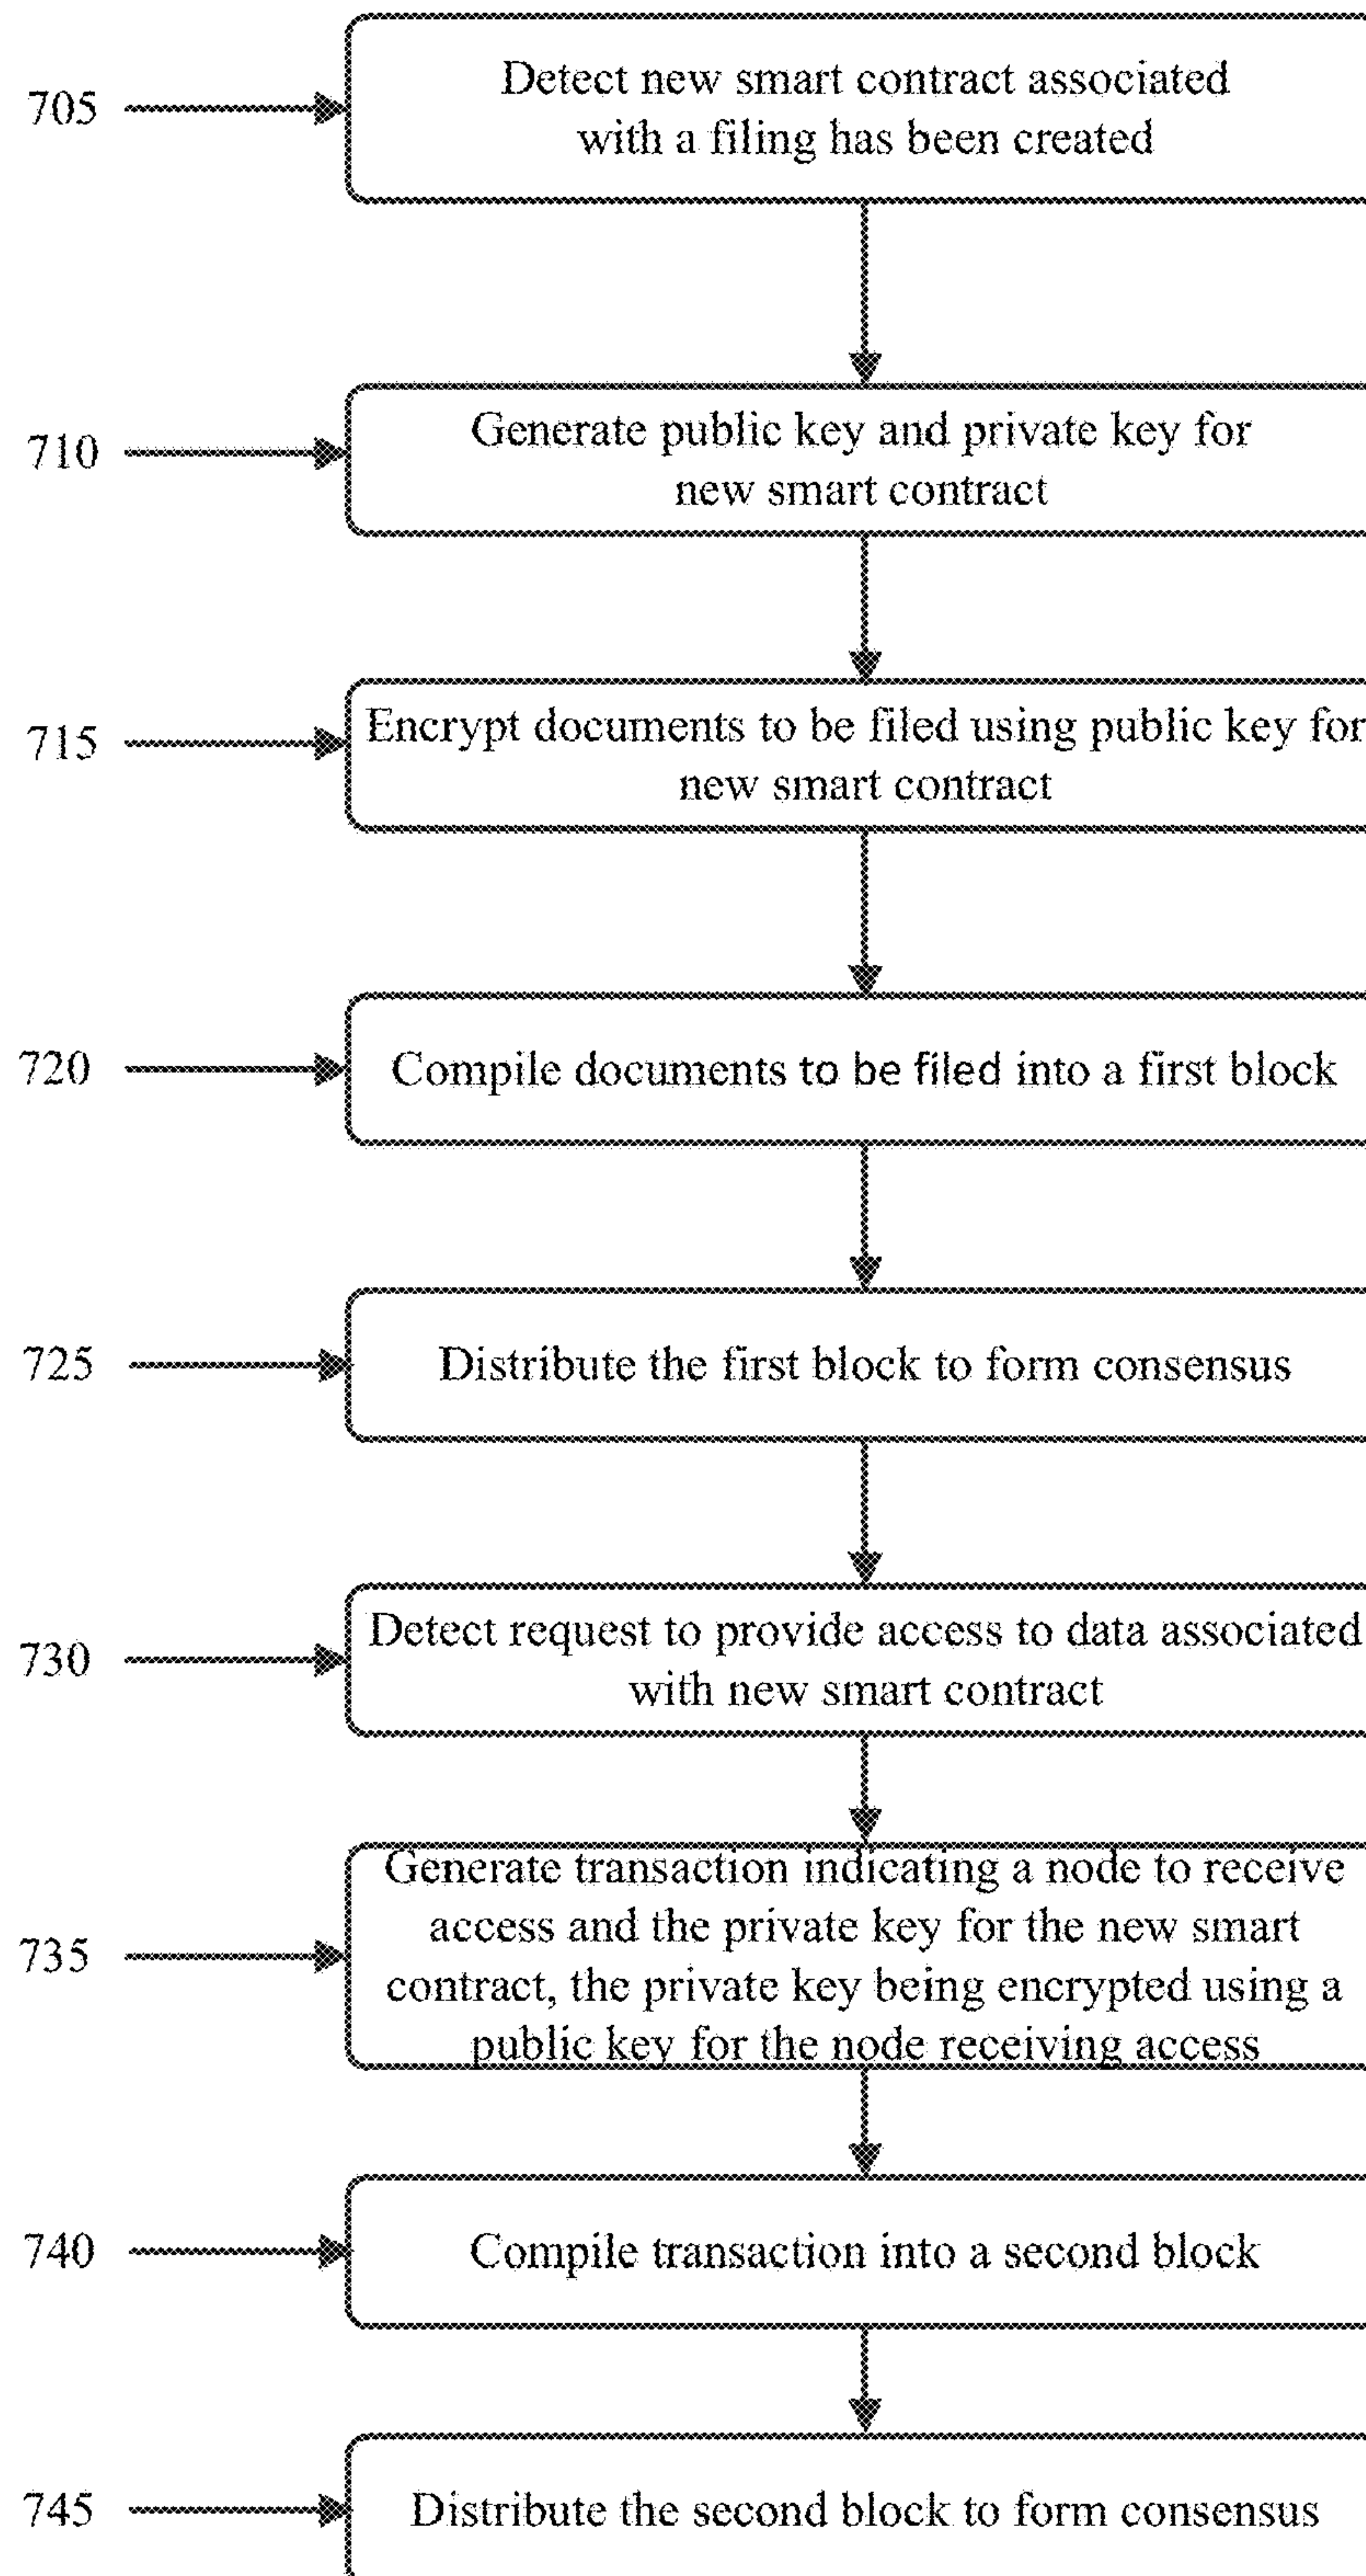 705
Detect new smart contract associated
with a filing has been created
710
Generate public key and private key for
new smart contract
715
Encrypt documents to be filed using public key for
new smart contract
720
Compile documents to be filed into a first block
725
Distribute the first block to form consensus
730
Detect request to provide access to data associated
with new smart contract
735
Generate transaction indicating a node to receive
access and the private key for the new smart
contract, the private key being encrypted using a
public key for the node receiving access
740
Compile transaction into a second block
745
Distribute the second block to form consensus